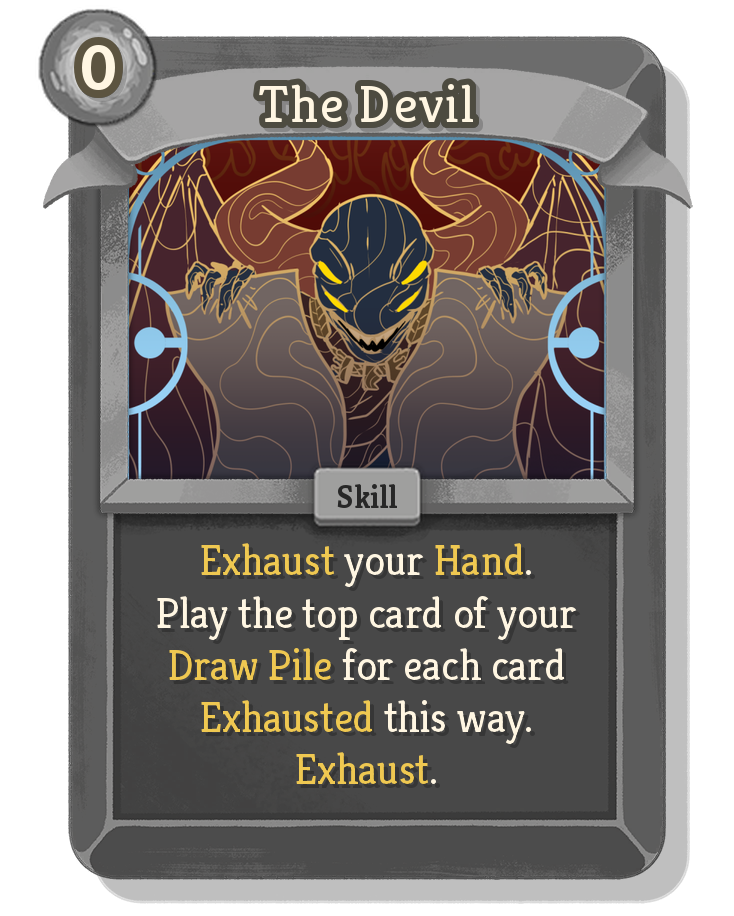 0
The Devil
Skill
Exhaust your Hand.
Play the top card of your
Draw Pile for each card
Exhausted this way.
Exhaust.